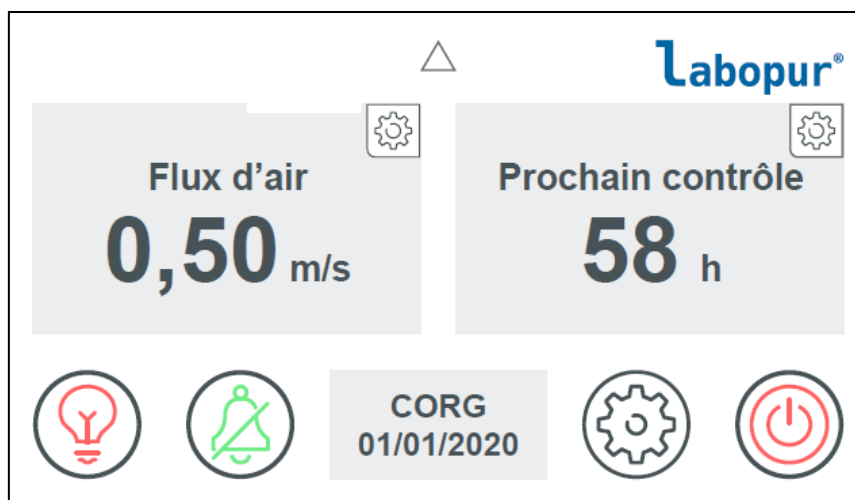 labopur®
Flux d'air
0,50 m/s
Prochain contrôle
58 h
CORG
01/01/2020